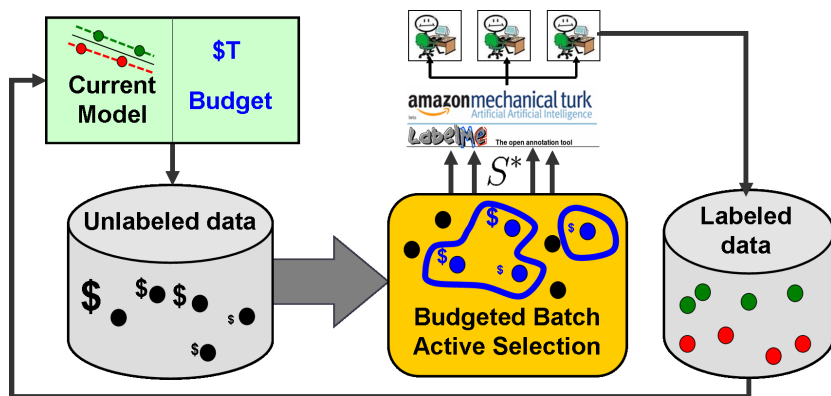 $T
Current
Model
Budget
amazonmechanical turk
beta
Artificial Artificial Intelligence
LabelMe The open annotation tool
S*
Unlabeled data
$ $ $ $ $
$ $ $ $
Budgeted Batch
Active Selection
Labeled
data